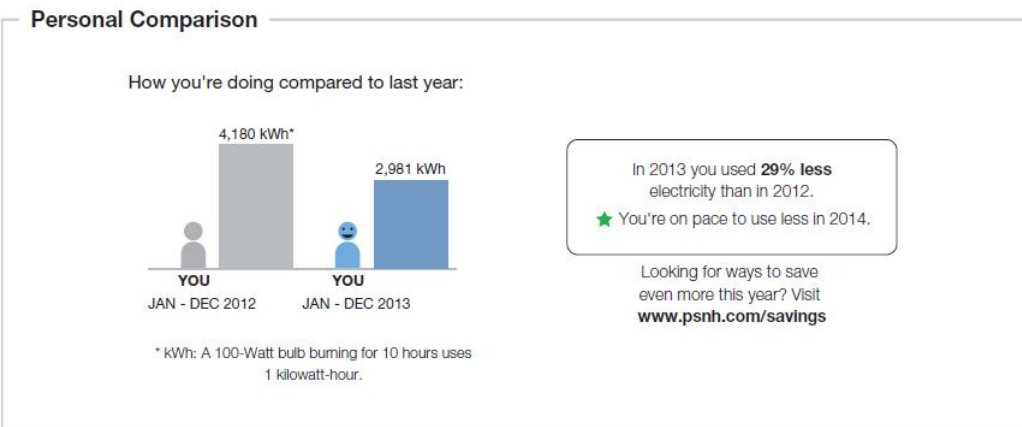 Personal Comparison
How you're doing compared to last year:
4,180 kWh*
2,981 kWh
YOU
JAN - DEC 2012
YOU
JAN - DEC 2013
* kWh: A 100-Watt bulb burning for 10 hours uses
1 kilowatt-hour.
In 2013 you used 29% less
electricity than in 2012.
You're on pace to use less in 2014.
Looking for ways to save
even more this year? Visit
www.psnh.com/savings